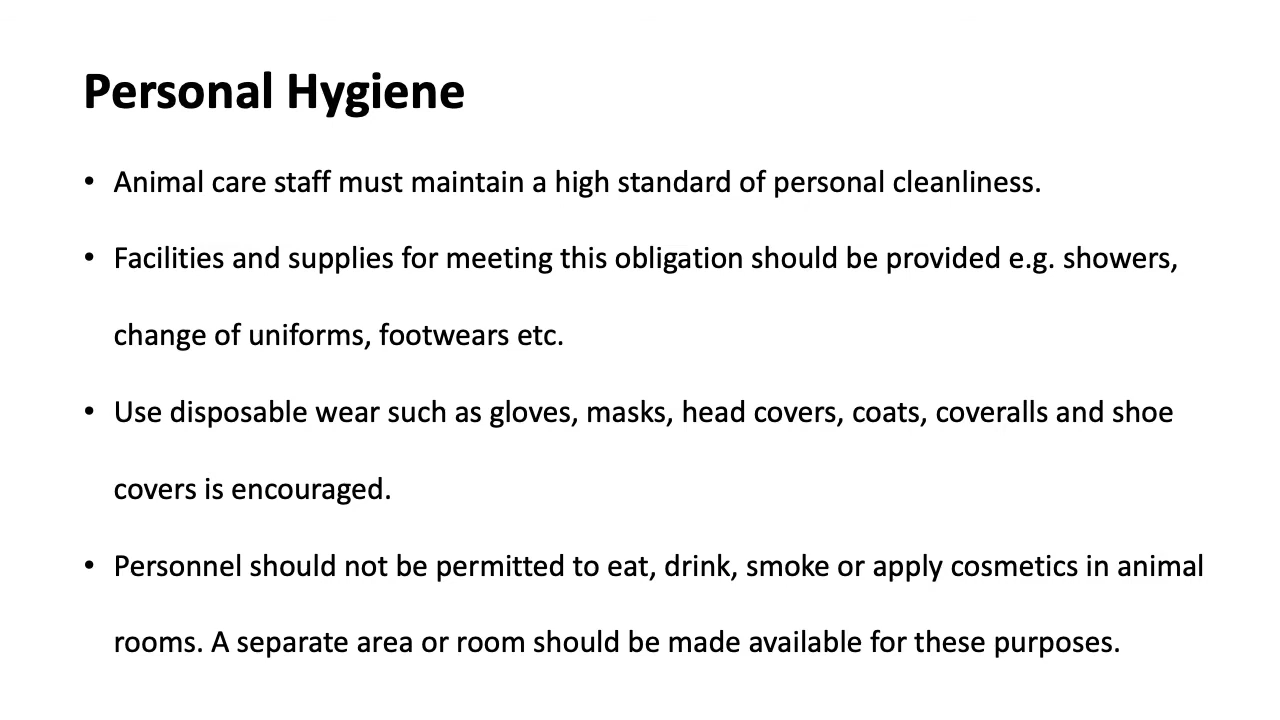 Personal Hygiene
• Animal care staff must maintain a high standard of personal cleanliness.
• Facilities and supplies for meeting this obligation should be provided e.g. showers,
change of uniforms, footwears etc.
• Use disposable wear such as gloves, masks, head covers, coats, coveralls and shoe
covers is encouraged.
• Personnel should not be permitted to eat, drink, smoke or apply cosmetics in animal
rooms. A separate area or room should be made available for these purposes.